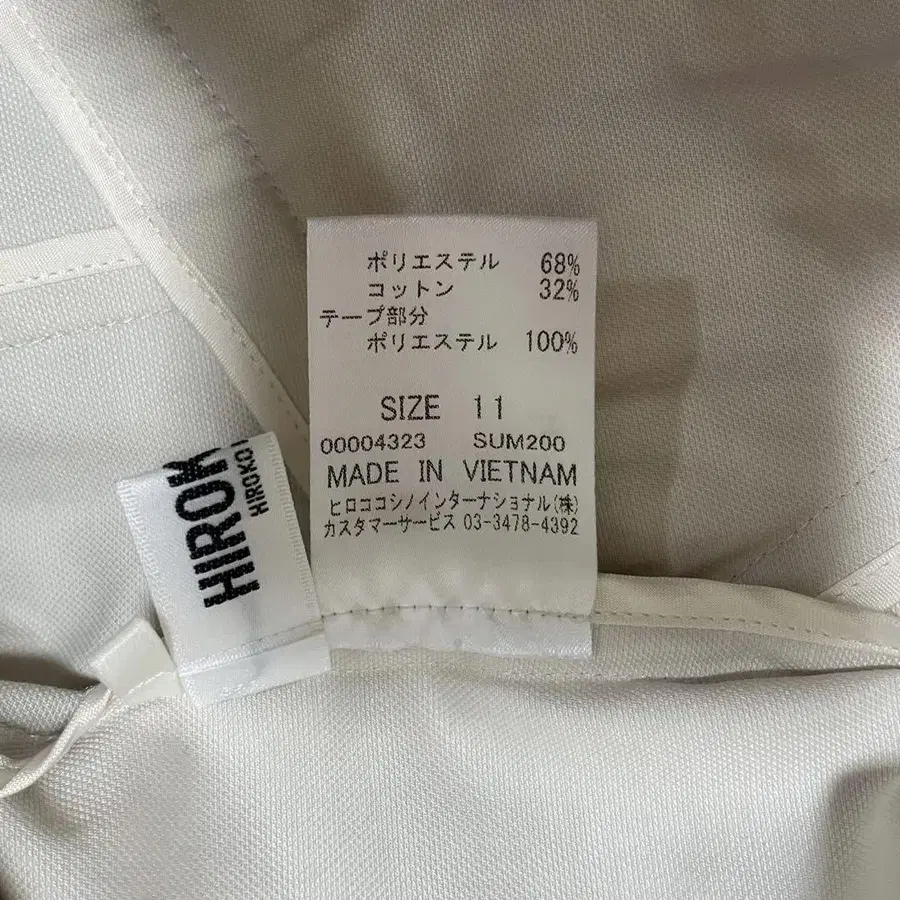 ポリエステル 68%
コットン 32%
テープ部分
ポリエステル 100%
SIZE 11
00004323 SUM200
MADE IN VIETNAM
ヒロココシノインターナショナル(株)
カスタマーサービス 03-3478-4392
HIROK
HIROKO